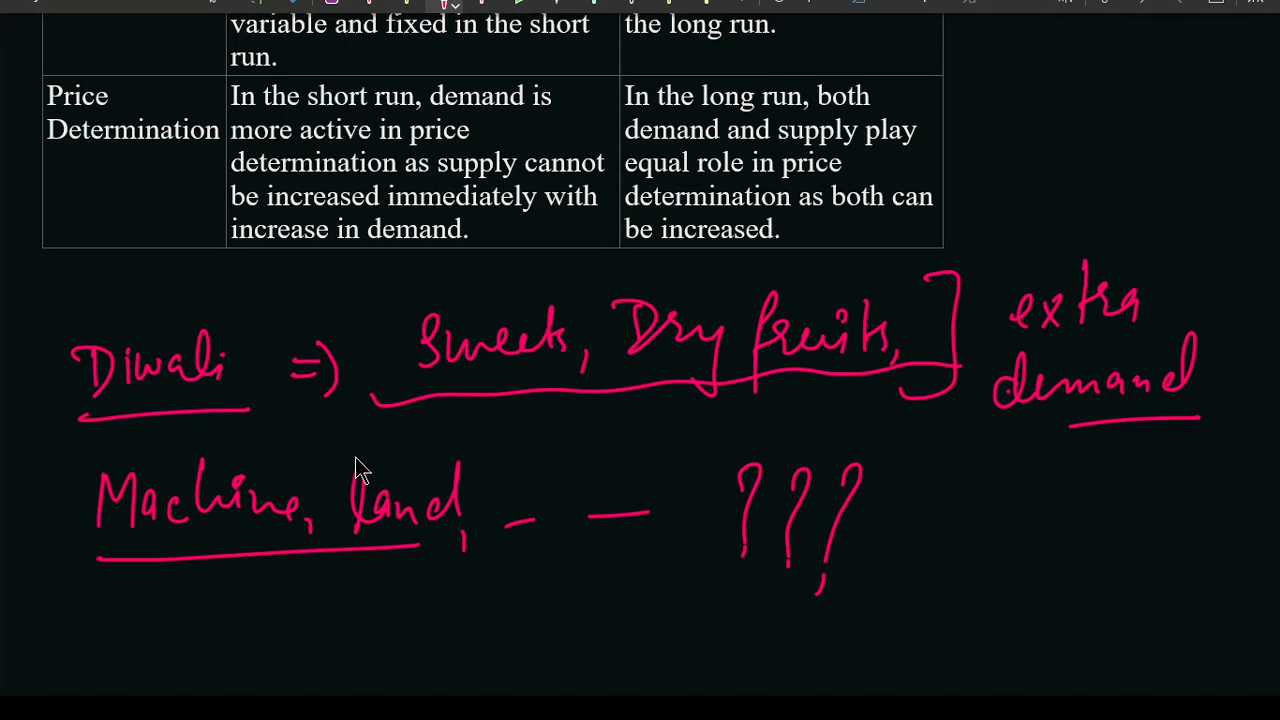 variable and fixed in the short
run.
the long run.
Price
Determination
In the short run, demand is
more active in price
determination as supply cannot
be increased immediately with
increase in demand.
In the long run, both
demand and supply play
equal role in price
determination as both can
be increased.
Diwali => Sweets, Dry fruits, ] extra
demand
Machine, land, - - ???